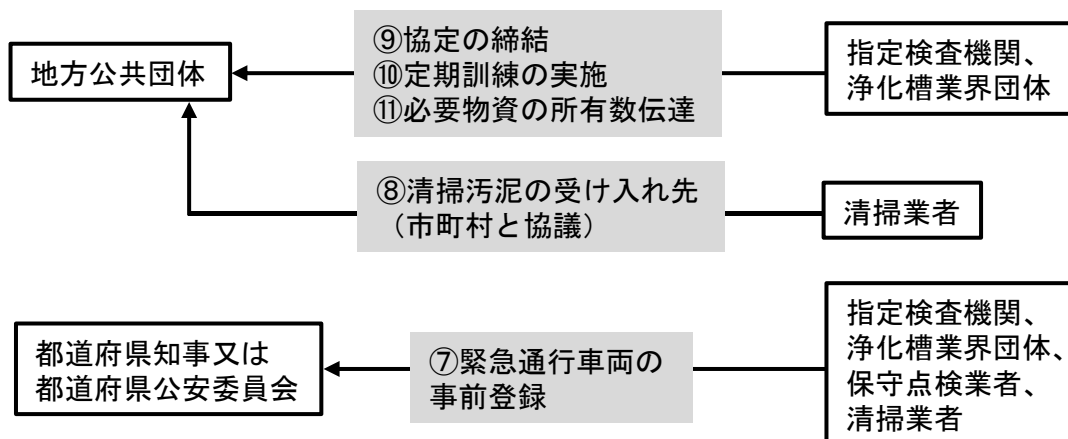 地方公共団体
⑨協定の締結
⑩定期訓練の実施
⑪必要物資の所有数伝達
指定検査機関、
浄化槽業界団体
⑧清掃汚泥の受け入れ先
（市町村と協議）
清掃業者
都道府県知事又は
都道府県公安委員会
⑦緊急通行車両の
事前登録
指定検査機関、
浄化槽業界団体、
保守点検業者、
清掃業者